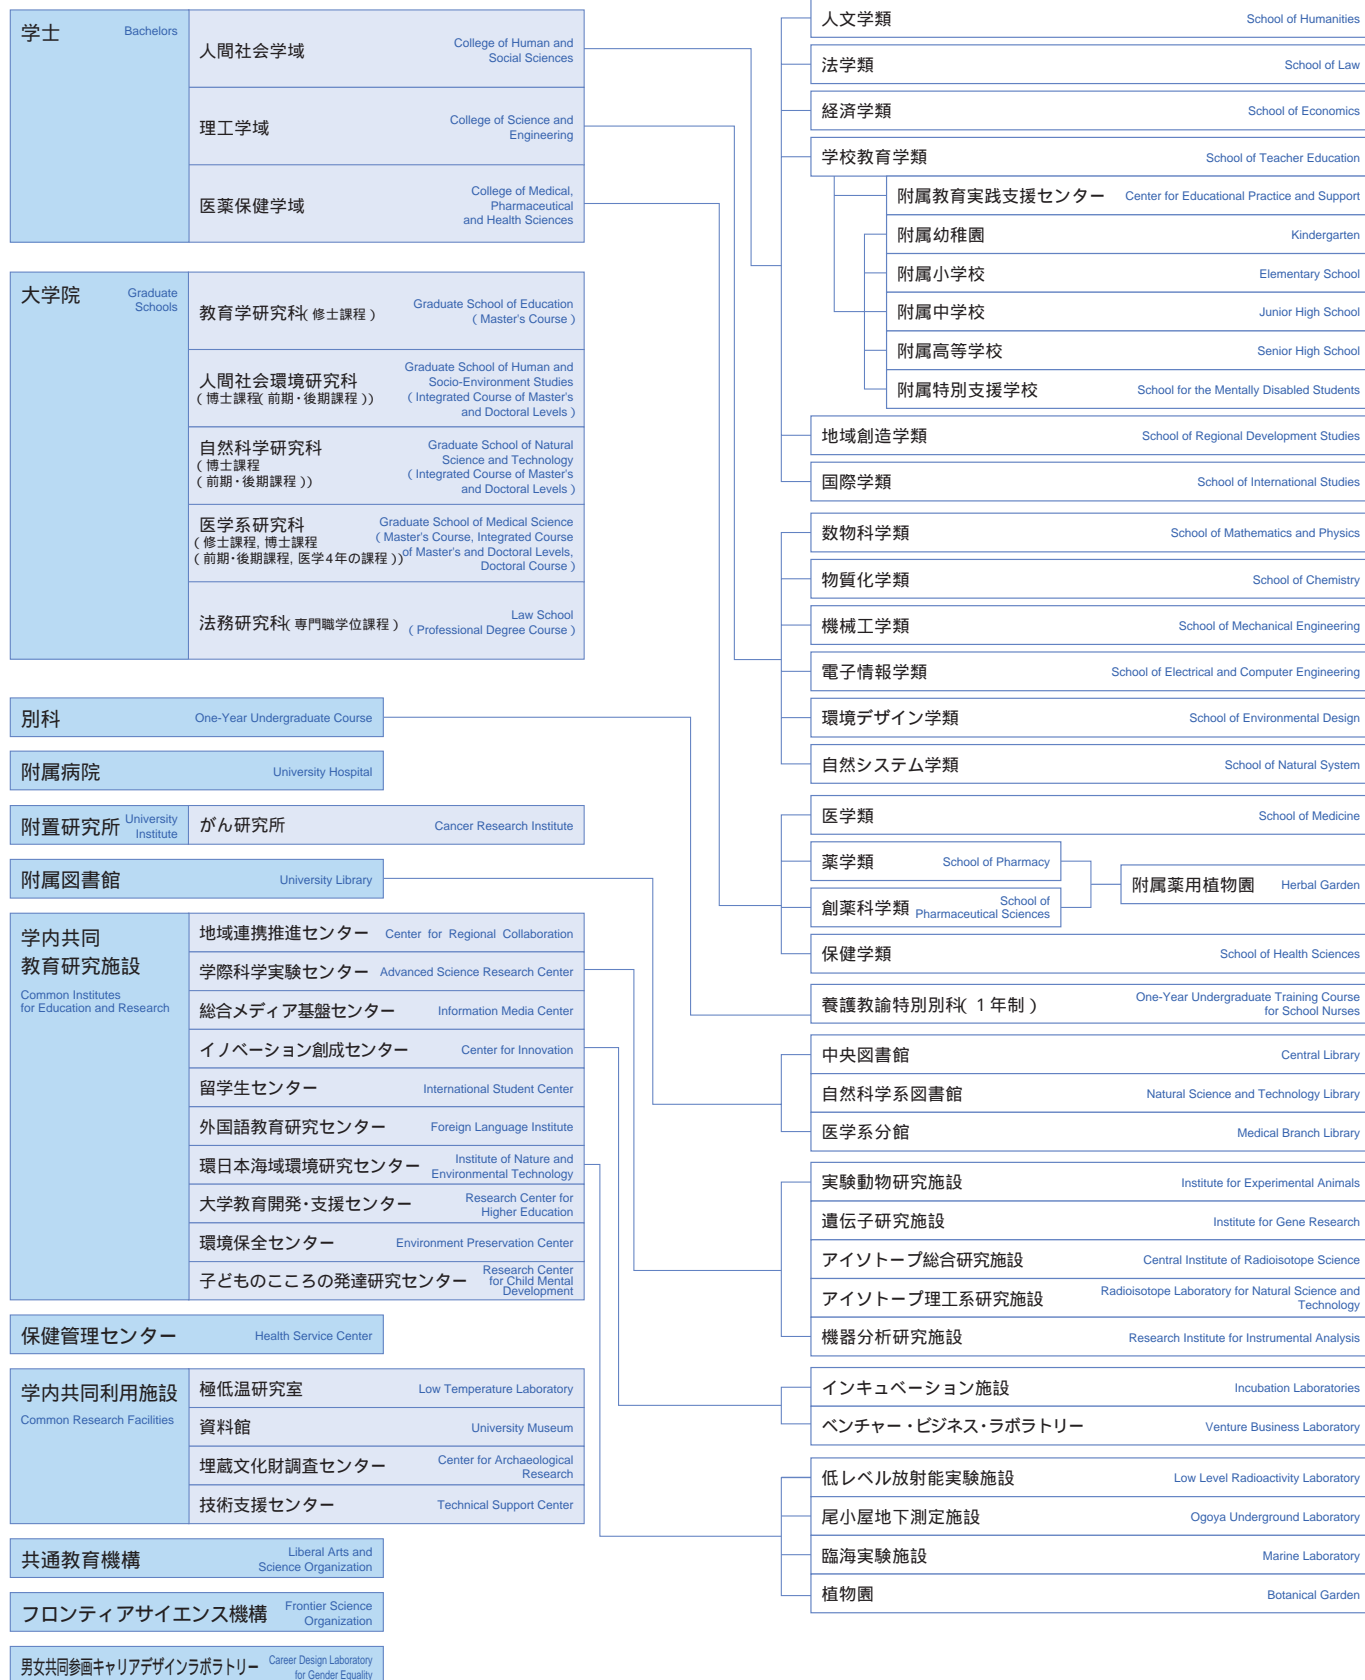 学士
Bachelors
人間社会学域
College of Human and
Social Sciences
理工学域
College of Science and
Engineering
医薬保健学域
College of Medical,
Pharmaceutical
and Health Sciences
大学院
Graduate
Schools
教育学研究科(修士課程)
Graduate School of Education
( Master's Course )
人間社会環境研究科
(博士課程(前期・後期課程))
Graduate School of Human and
Socio-Environment Studies
( Integrated Course of Master's
and Doctoral Levels )
自然科学研究科
(博士課程
(前期・後期課程))
Graduate School of Natural
Science and Technology
( Integrated Course of Master's
and Doctoral Levels )
医学系研究科
(修士課程, 博士課程
(前期・後期課程, 医学4年の課程))
Graduate School of Medical Science
( Master's Course, Integrated Course
of Master's and Doctoral Levels,
Doctoral Course )
法務研究科(専門職学位課程)
Law School
( Professional Degree Course )
別科
One-Year Undergraduate Course
附属病院
University Hospital
附置研究所
University
Institute
がん研究所
Cancer Research Institute
附属図書館
University Library
学内共同
教育研究施設
Common Institutes
for Education and Research
地域連携推進センター
Center for Regional Collaboration
学際科学実験センター
Advanced Science Research Center
総合メディア基盤センター
Information Media Center
イノベーション創成センター
Center for Innovation
留学生センター
International Student Center
外国語教育研究センター
Foreign Language Institute
環日本海域環境研究センター
Institute of Nature and
Environmental Technology
大学教育開発・支援センター
Research Center for
Higher Education
環境保全センター
Environment Preservation Center
子どものこころの発達研究センター
Research Center
for Child Mental
Development
保健管理センター
Health Service Center
学内共同利用施設
Common Research Facilities
極低温研究室
Low Temperature Laboratory
資料館
University Museum
埋蔵文化財調査センター
Center for Archaeological
Research
技術支援センター
Technical Support Center
共通教育機構
Liberal Arts and
Science Organization
フロンティアサイエンス機構
Frontier Science
Organization
男女共同参画キャリアデザインラボラトリー
Career Design Laboratory
for Gender Equality
人文学類
School of Humanities
法学類
School of Law
経済学類
School of Economics
学校教育学類
School of Teacher Education
附属教育実践支援センター
Center for Educational Practice and Support
附属幼稚園
Kindergarten
附属小学校
Elementary School
附属中学校
Junior High School
附属高等学校
Senior High School
附属特別支援学校
School for the Mentally Disabled Students
地域創造学類
School of Regional Development Studies
国際学類
School of International Studies
数物科学類
School of Mathematics and Physics
物質化学類
School of Chemistry
機械工学類
School of Mechanical Engineering
電子情報学類
School of Electrical and Computer Engineering
環境デザイン学類
School of Environmental Design
自然システム学類
School of Natural System
医学類
School of Medicine
薬学類
School of Pharmacy
創薬科学類
School of
Pharmaceutical Sciences
附属薬用植物園
Herbal Garden
保健学類
School of Health Sciences
養護教諭特別別科(1年制)
One-Year Undergraduate Training Course
for School Nurses
中央図書館
Central Library
自然科学系図書館
Natural Science and Technology Library
医学系分館
Medical Branch Library
実験動物研究施設
Institute for Experimental Animals
遺伝子研究施設
Institute for Gene Research
アイソトープ総合研究施設
Central Institute of Radioisotope Science
アイソトープ理工系研究施設
Radioisotope Laboratory for Natural Science and
Technology
機器分析研究施設
Research Institute for Instrumental Analysis
インキュベーション施設
Incubation Laboratories
ベンチャー・ビジネス・ラボラトリー
Venture Business Laboratory
低レベル放射能実験施設
Low Level Radioactivity Laboratory
尾小屋地下測定施設
Ogoya Underground Laboratory
臨海実験施設
Marine Laboratory
植物園
Botanical Garden